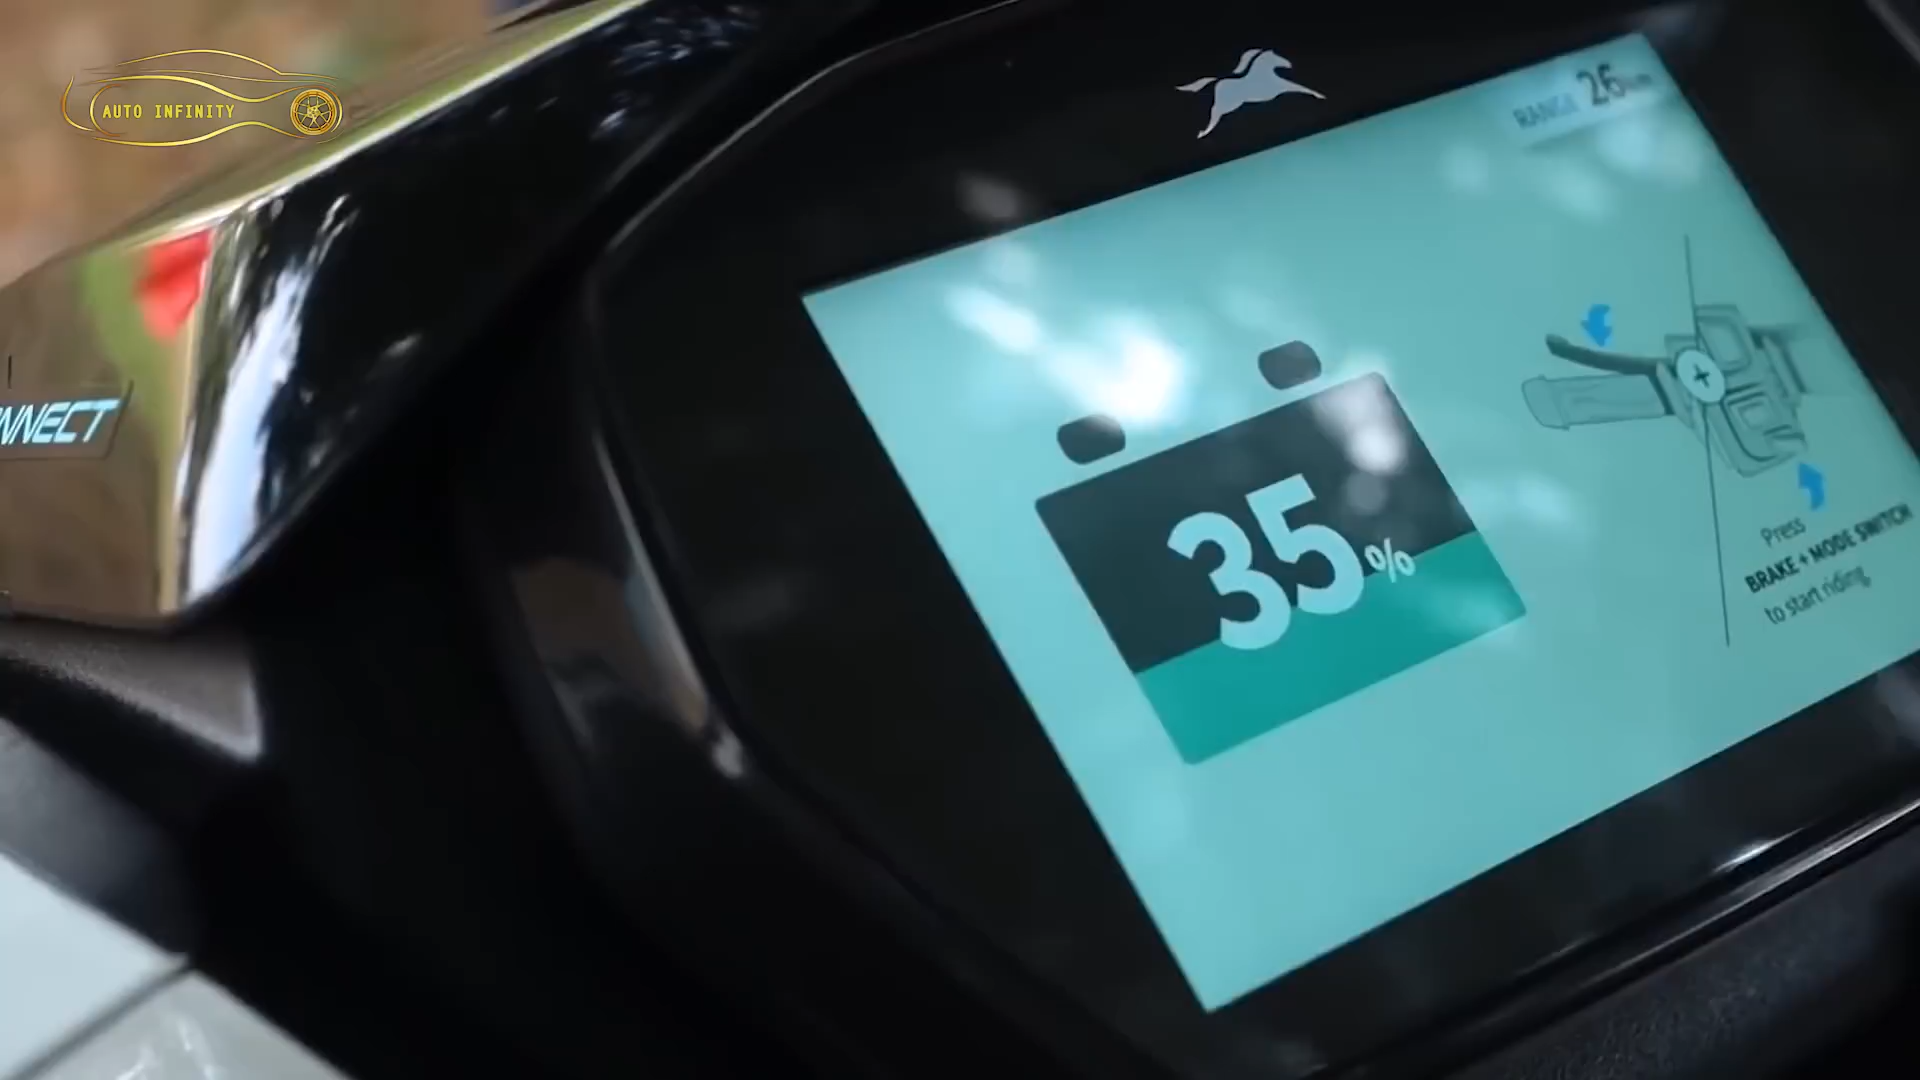 AUTO INFINITY
RANGE 26
NNECT
35%
Press
BRAKE + MODE SWITCH
to start riding